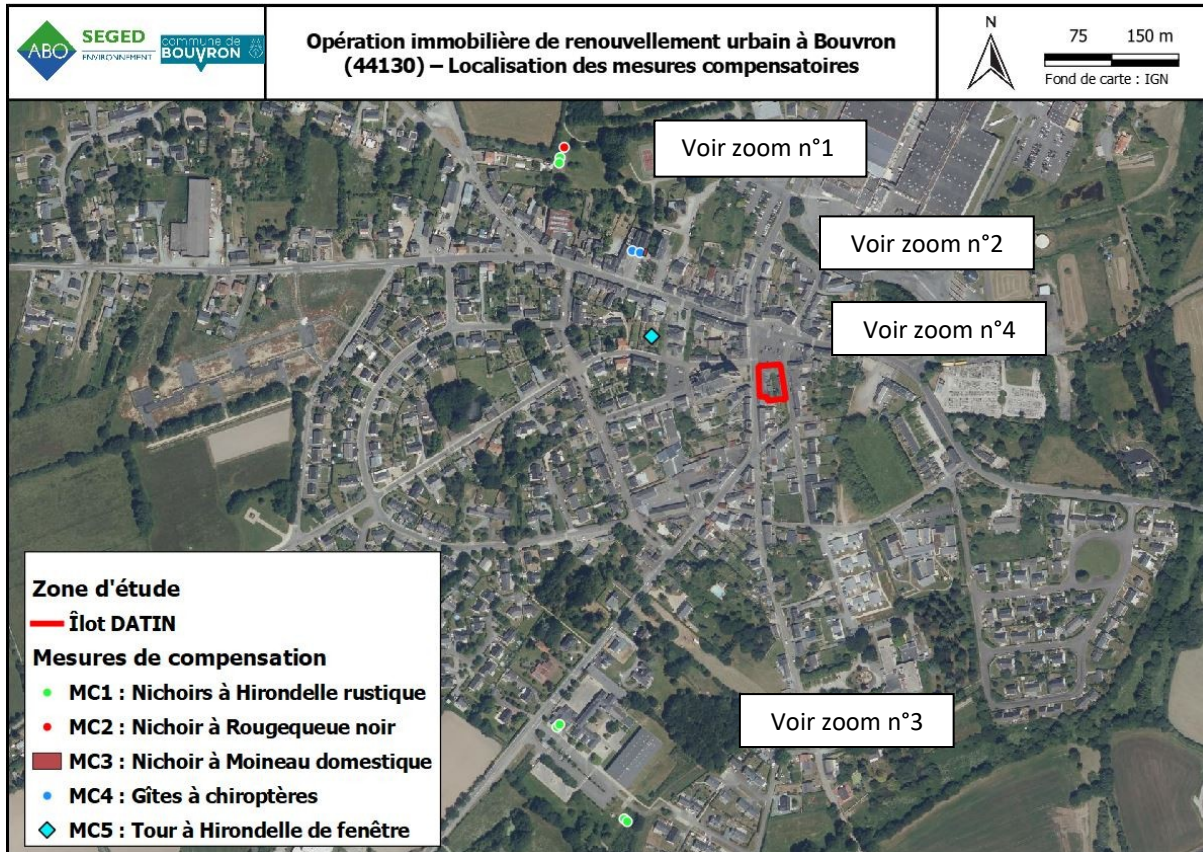 ABO
SEGED
ENVIRONNEMENT
commune de
BOUVRON
Opération immobilière de renouvellement urbain à Bouvron
(44130) – Localisation des mesures compensatoires
N
75 150 m
Fond de carte : IGN
Voir zoom n°1
Voir zoom n°2
Voir zoom n°4
Voir zoom n°3
Zone d'étude
Îlot DATIN
Mesures de compensation
MC1 : Nichoirs à Hirondelle rustique
MC2 : Nichoir à Rougequeue noir
MC3 : Nichoir à Moineau domestique
MC4 : Gîtes à chiroptères
MC5 : Tour à Hirondelle de fenêtre